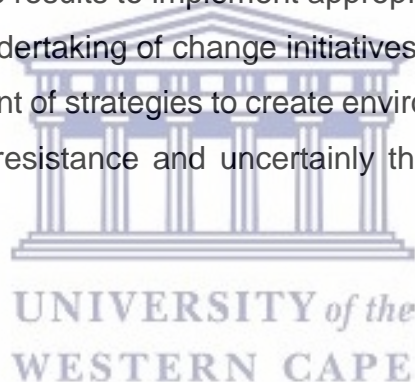 results to implement appropri
dertaking of change initiatives
nt of strategies to create enviro
resistance and uncertainly th
UNIVERSITY of the
WESTERN CAPE